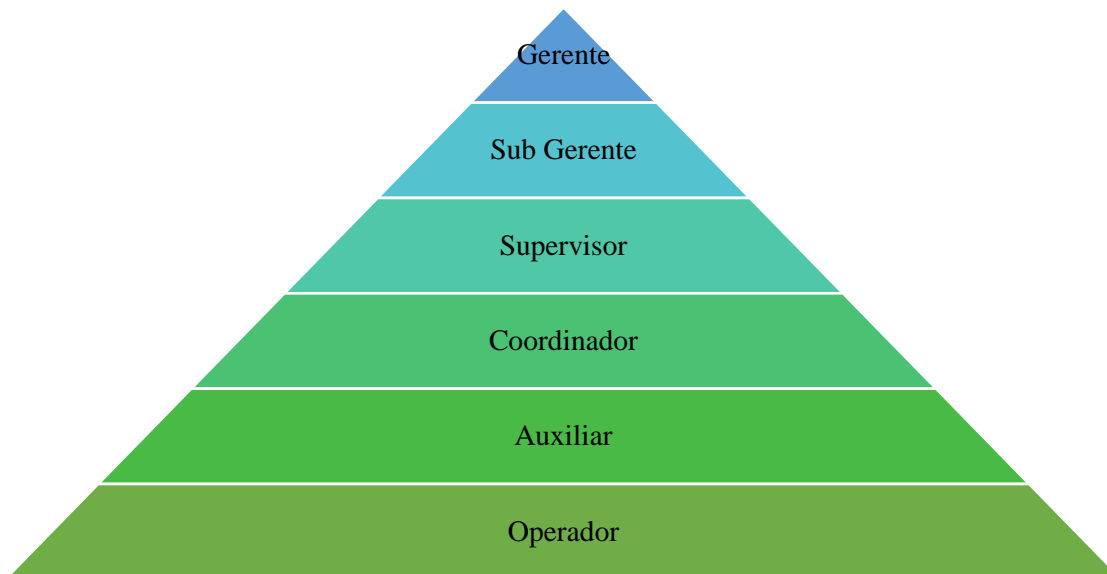 Gerente
Sub Gerente
Supervisor
Coordinador
Auxiliar
Operador